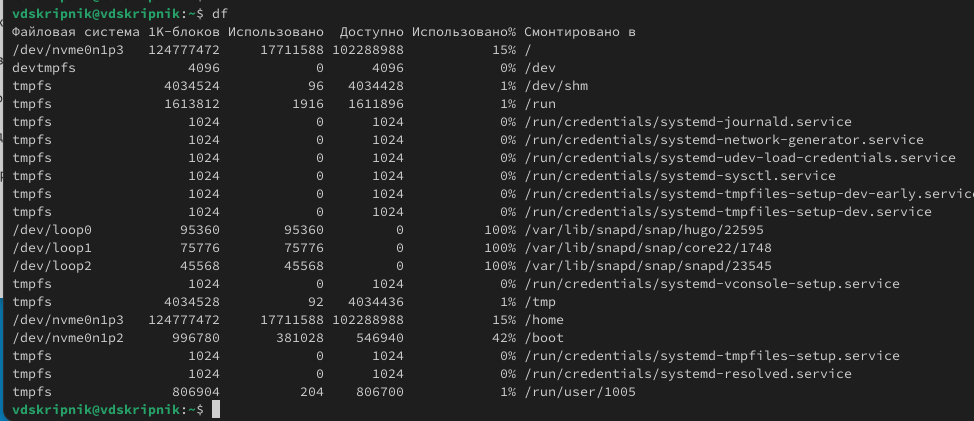 vdskripnik@vdskripnik:~$ df
Файловая система 1K-блоков Использовано  Доступно Использовано% Смонтировано в
/dev/nvme0n1p3   124777472     17711588 102288988           15% /
devtmpfs              4096            0      4096            0% /dev
tmpfs              4034524           96   4034428            1% /dev/shm
tmpfs              1613812         1916   1611896            1% /run
tmpfs                 1024            0      1024            0% /run/credentials/systemd-journald.service
tmpfs                 1024            0      1024            0% /run/credentials/systemd-network-generator.service
tmpfs                 1024            0      1024            0% /run/credentials/systemd-udev-load-credentials.service
tmpfs                 1024            0      1024            0% /run/credentials/systemd-sysctl.service
tmpfs                 1024            0      1024            0% /run/credentials/systemd-tmpfiles-setup-dev-early.service
tmpfs                 1024            0      1024            0% /run/credentials/systemd-tmpfiles-setup-dev.service
/dev/loop0           95360        95360         0          100% /var/lib/snapd/snap/hugo/22595
/dev/loop1           75776        75776         0          100% /var/lib/snapd/snap/core22/1748
/dev/loop2           45568        45568         0          100% /var/lib/snapd/snap/snapd/23545
tmpfs                 1024            0      1024            0% /run/credentials/systemd-vconsole-setup.service
tmpfs              4034528           92   4034436            1% /tmp
/dev/nvme0n1p3   124777472     17711588 102288988           15% /home
/dev/nvme0n1p2      996780       381028    546940           42% /boot
tmpfs                 1024            0      1024            0% /run/credentials/systemd-tmpfiles-setup.service
tmpfs                 1024            0      1024            0% /run/credentials/systemd-resolved.service
tmpfs               806904          204    806700            1% /run/user/1005
vdskripnik@vdskripnik:~$